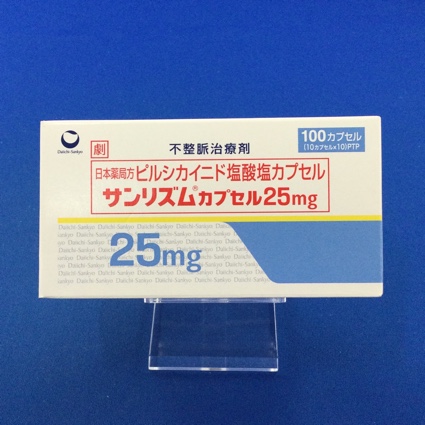 Daiichi-Sankyo
劇
不整脈治療剤
100カプセル
(10カプセル×10)PTP
日本薬局方 ピルシカイニド塩酸塩カプセル
サンリズム®カプセル25mg
25mg